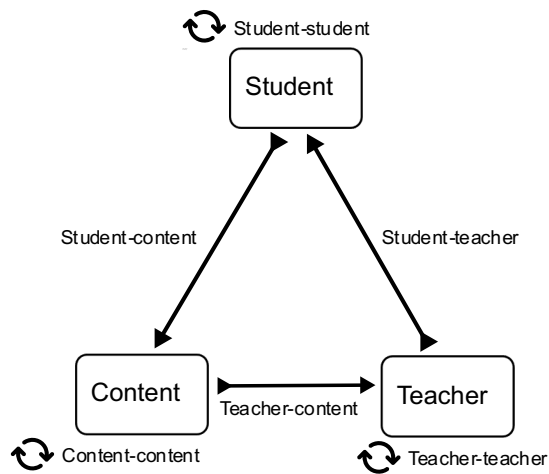 Student-student
Student
Student-content
Student-teacher
Content
Teacher
Teacher-content
Content-content
Teacher-teacher